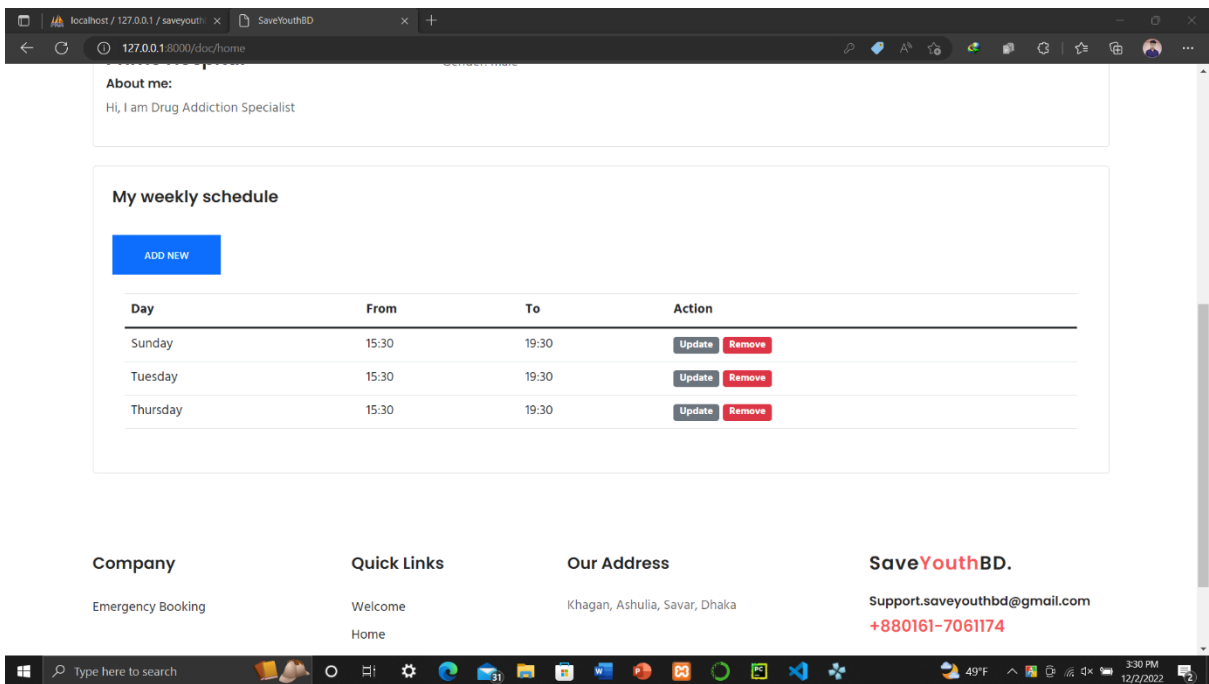 localhost / 127.0.0.1 / saveyouth
SaveYouthBD
127.0.0.1:8000/doc/home
About me:
Hi, I am Drug Addiction Specialist
My weekly schedule
ADD NEW
Day From To Action
Sunday 15:30 19:30 Update Remove
Tuesday 15:30 19:30 Update Remove
Thursday 15:30 19:30 Update Remove
Company Quick Links Our Address SaveYouthBD.
Emergency Booking Welcome Khagan, Ashulia, Savar, Dhaka Support.saveyouthbd@gmail.com
Home +880161-7061174
Type here to search 31 49°F 3:30 PM
12/2/2022 2